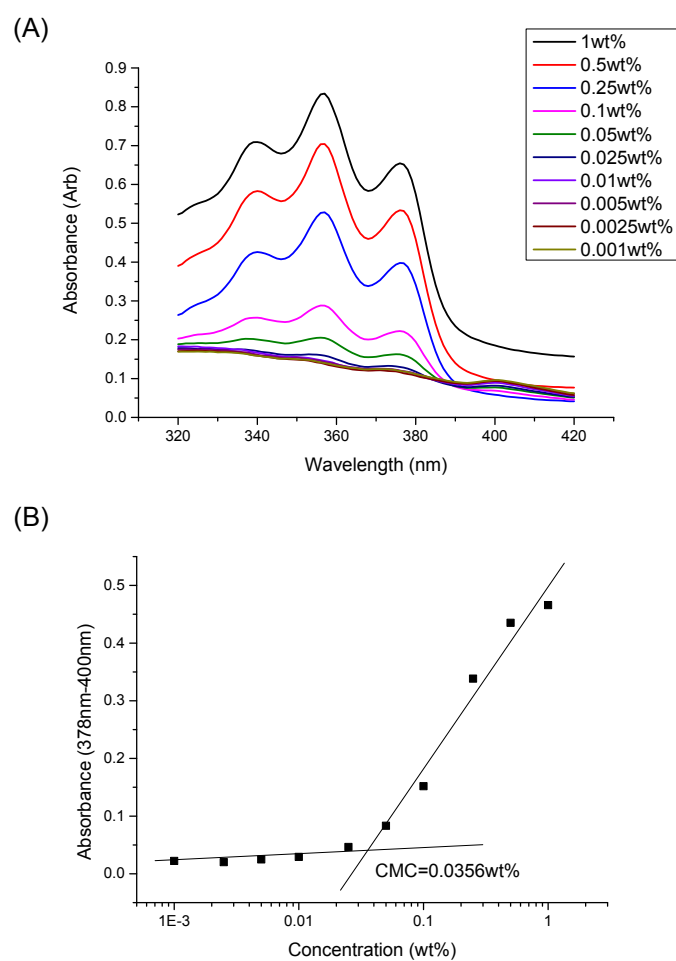 (A)
1wt%
0.5wt%
0.25wt%
0.1wt%
0.05wt%
0.025wt%
0.01wt%
0.005wt%
0.0025wt%
0.001wt%
0.9
0.8
0.7
0.6
0.5
0.4
0.3
0.2
0.1
0.0
Absorbance (Arb)
320 340 360 380 400 420
Wavelength (nm)
(B)
0.5
0.4
0.3
0.2
0.1
0.0
Absorbance (378nm-400nm)
CMC=0.0356wt%
1E-3 0.01 0.1 1
Concentration (wt%)